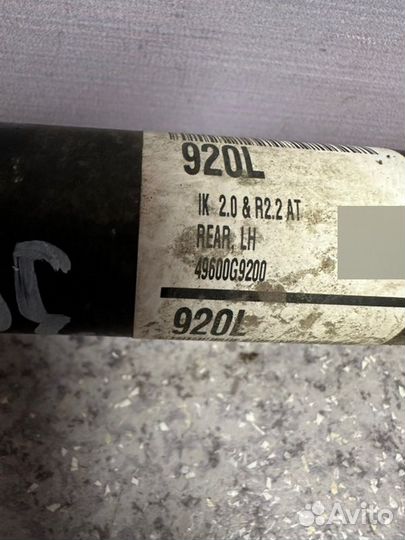 920L
IK 2.0 & R2.2 AT
REAR, LH
49600G9200
920L
Avito